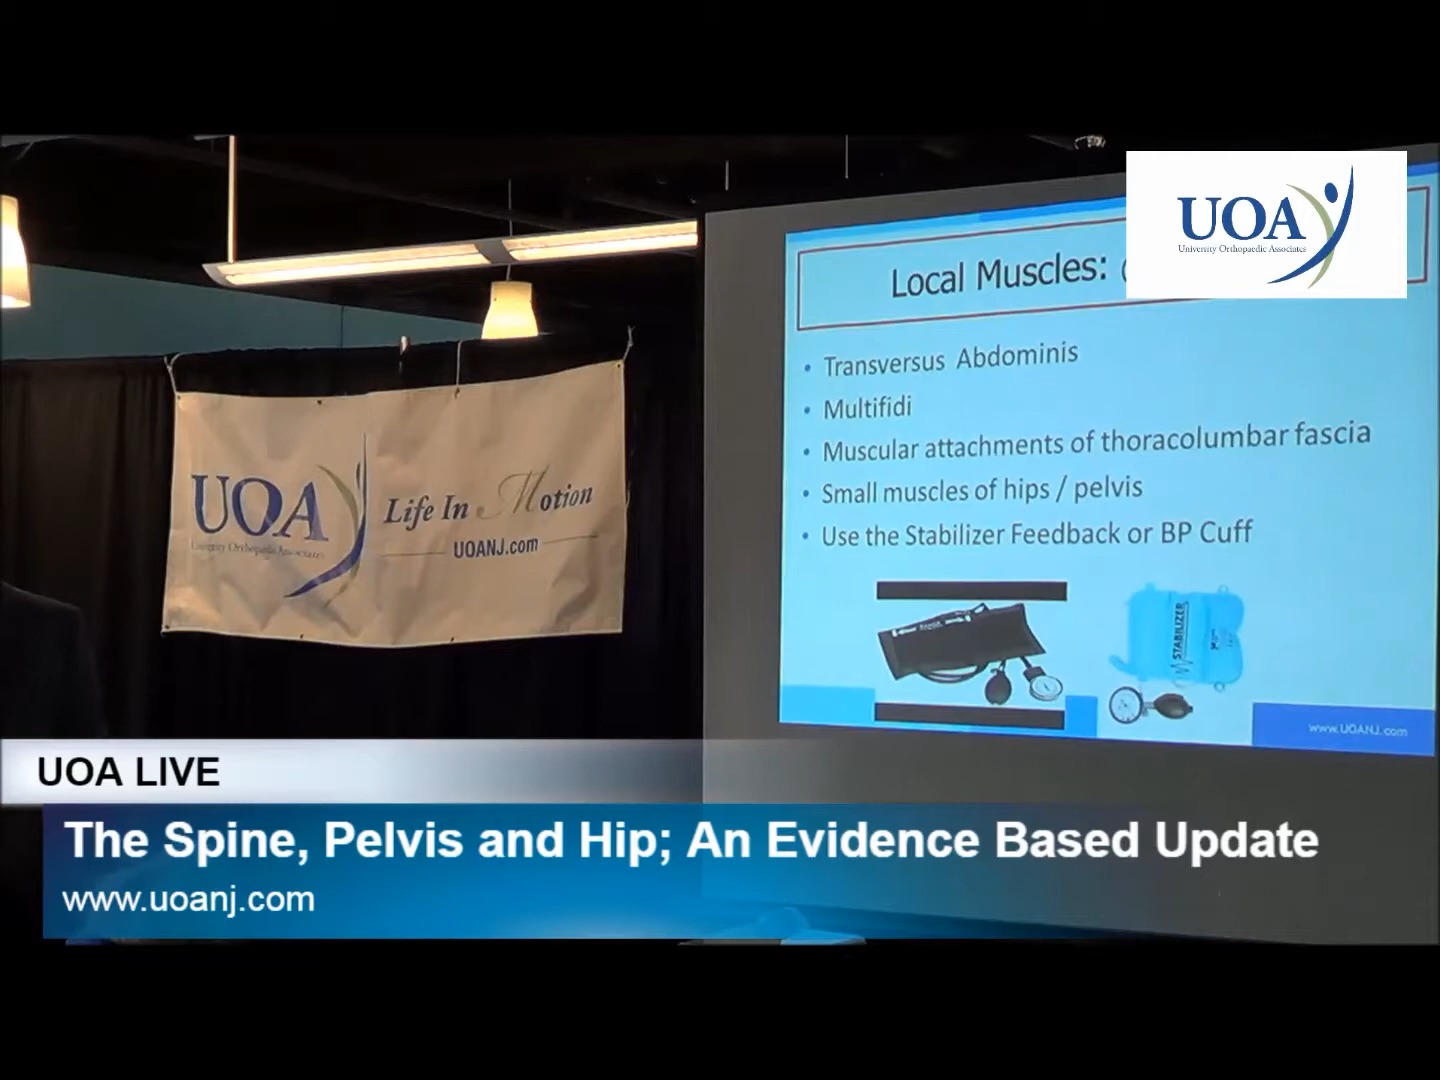 UOA
University Orthopaedic Associates
Local Muscles:
• Transversus Abdominis
• Multifidi
• Muscular attachments of thoracolumbar fascia
• Small muscles of hips / pelvis
• Use the Stabilizer Feedback or BP Cuff
STABILIZER
www.UOANJ.com
UOA
University Orthopaedic Associates
Life In Motion
UOANJ.com
UOA LIVE
The Spine, Pelvis and Hip; An Evidence Based Update
www.uoanj.com